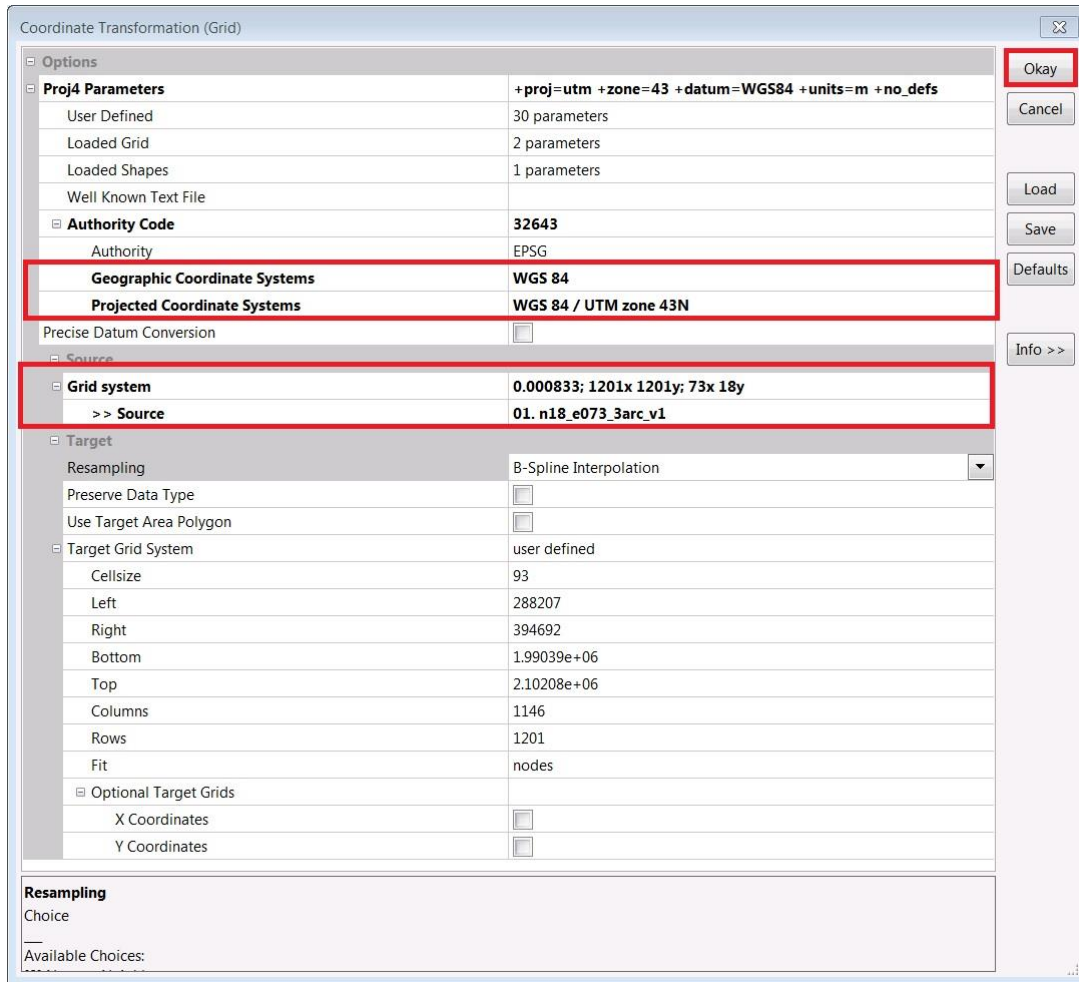 Coordinate Transformation (Grid)
Options
Proj4 Parameters +proj=utm +zone=43 +datum=WGS84 +units=m +no_defs
User Defined 30 parameters
Loaded Grid 2 parameters
Loaded Shapes 1 parameters
Well Known Text File
Authority Code 32643
Authority EPSG
Geographic Coordinate Systems WGS 84
Projected Coordinate Systems WGS 84 / UTM zone 43N
Precise Datum Conversion
Source
Grid system 0.000833; 1201x 1201y; 73x 18y
>> Source 01. n18_e073_3arc_v1
Target
Resampling B-Spline Interpolation
Preserve Data Type
Use Target Area Polygon
Target Grid System user defined
Cellsize 93
Left 288207
Right 394692
Bottom 1.99039e+06
Top 2.10208e+06
Columns 1146
Rows 1201
Fit nodes
Optional Target Grids
X Coordinates
Y Coordinates
Okay
Cancel
Load
Save
Defaults
Info >>
Resampling
Choice
Available Choices: